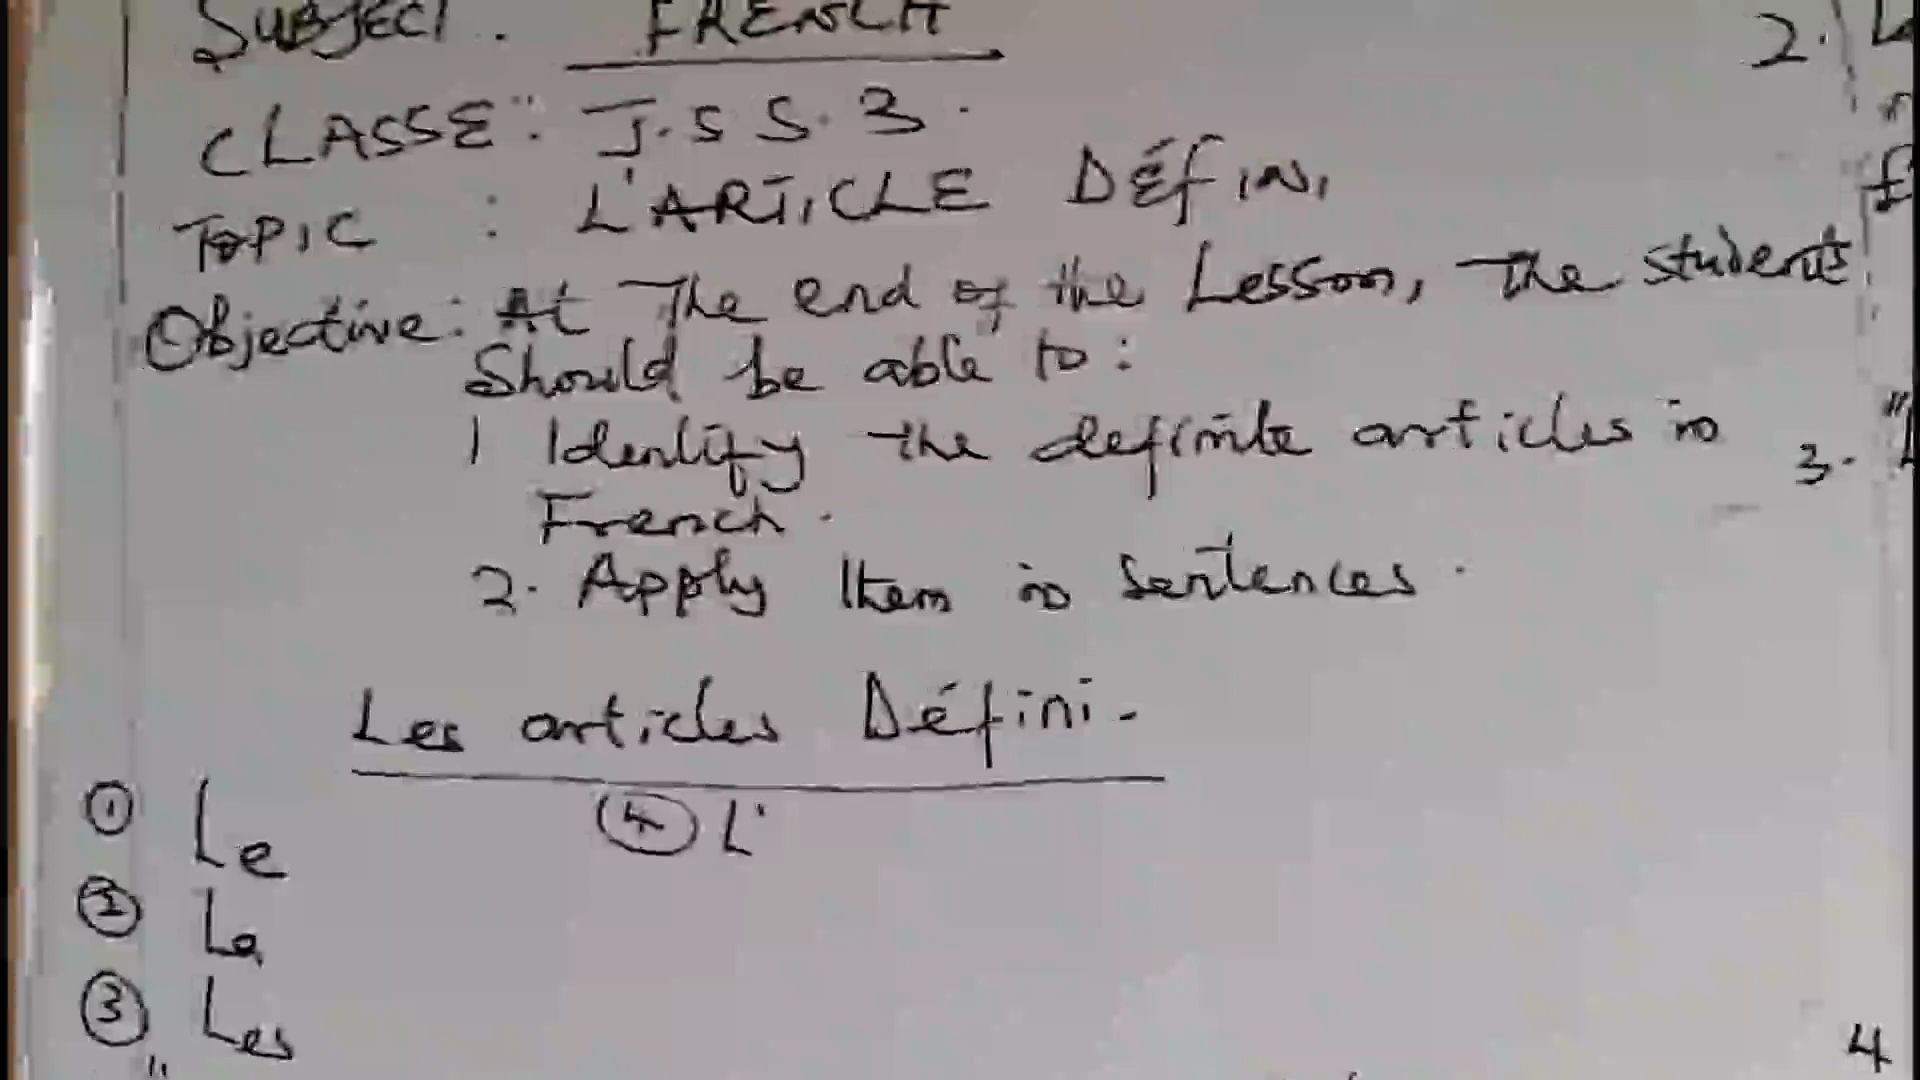 SUBJECT. FRENCH
CLASSE": J.S S. 3.
TOPIC : L'ARTICLE DÉfiNi
Objective: At The end of the Lesson, The students
Should be able to:
1 Identify the definite articles in
French.
2. Apply them in Sentences.
Les articles Défini-
① Le ④ L'
② La
③ Les
2.
3.
4